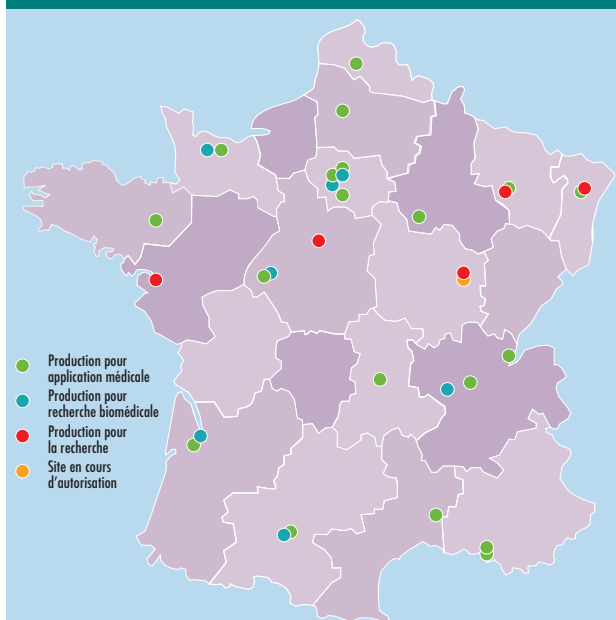 Production pour
application médicale
Production pour
recherche biomédicale
Production pour
la recherche
Site en cours
d'autorisation